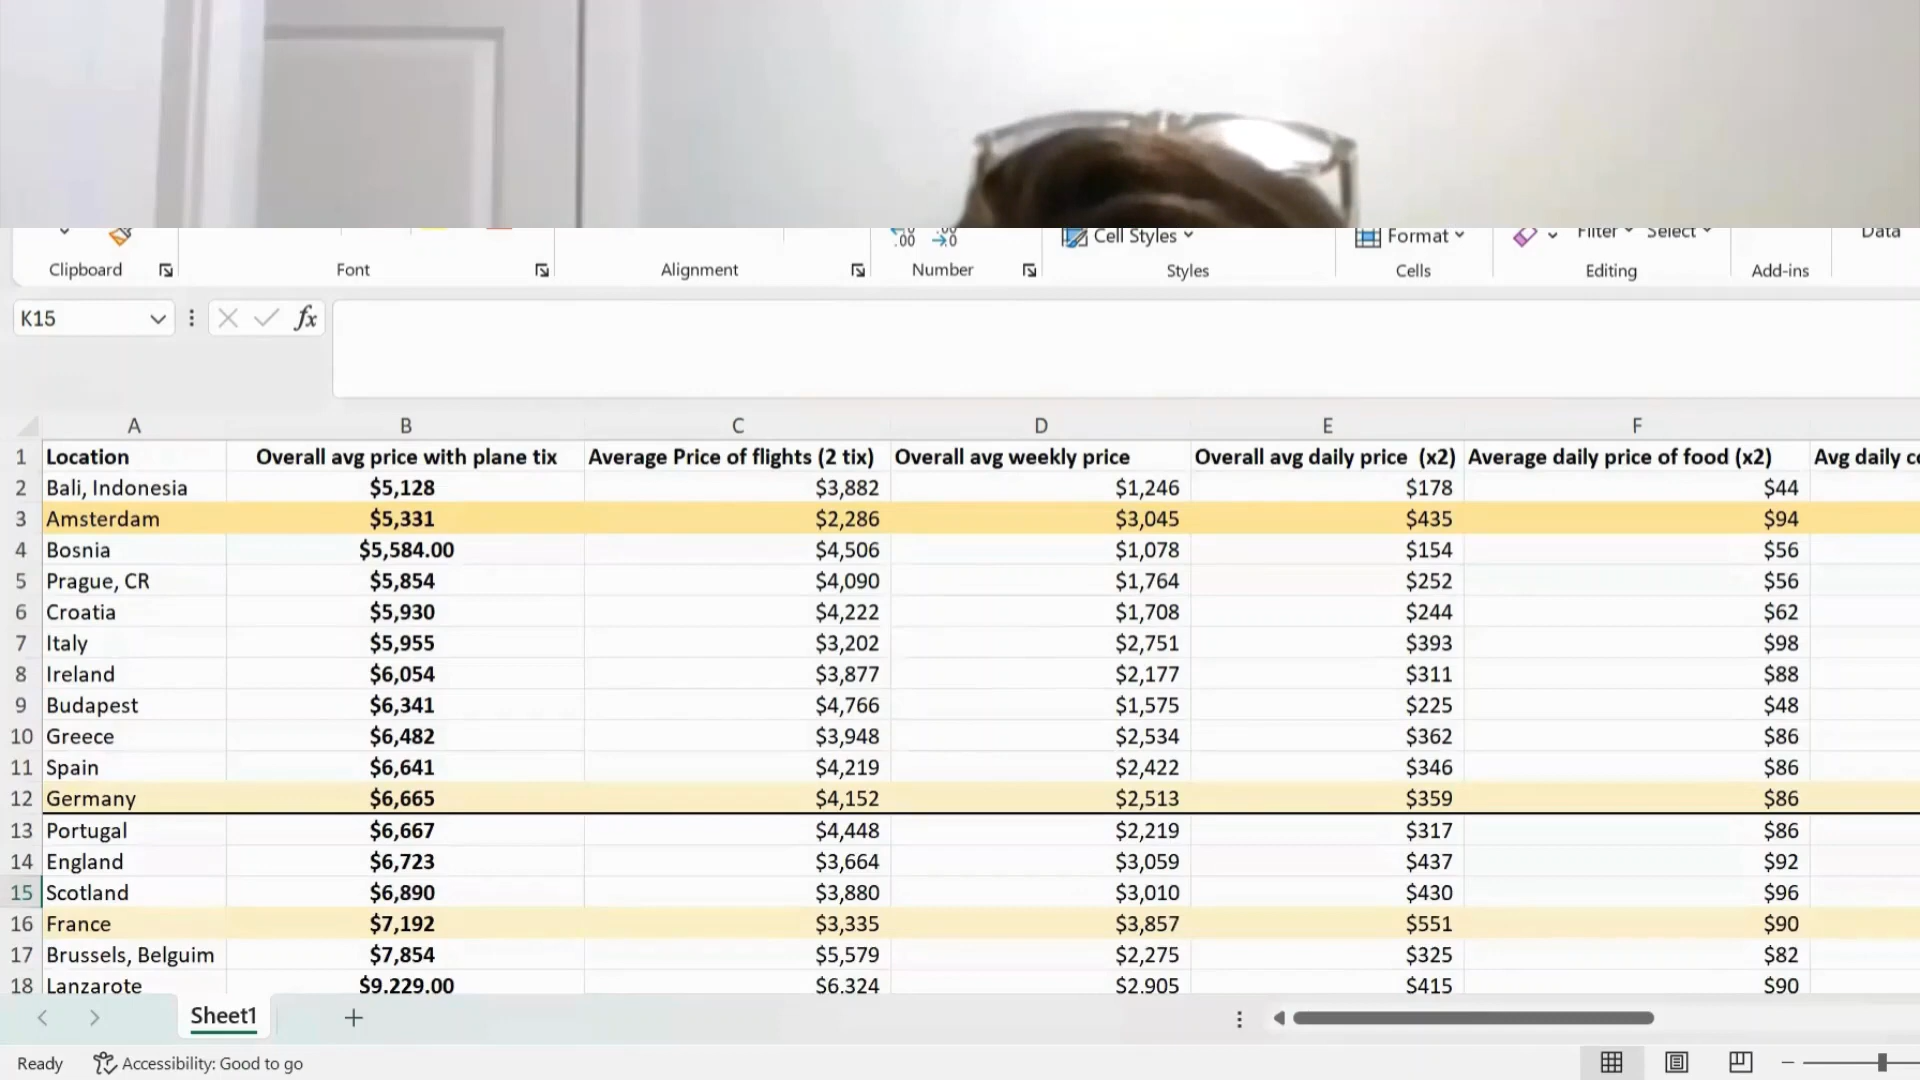 Cell Styles
Format
Filter Select
Data
Clipboard Font Alignment Number Styles Cells Editing Add-ins
K15 fx
A B C D E F
1 Location Overall avg price with plane tix Average Price of flights (2 tix) Overall avg weekly price Overall avg daily price (x2) Average daily price of food (x2) Avg daily
2 Bali, Indonesia $5,128 $3,882 $1,246 $178 $44
3 Amsterdam $5,331 $2,286 $3,045 $435 $94
4 Bosnia $5,584.00 $4,506 $1,078 $154 $56
5 Prague, CR $5,854 $4,090 $1,764 $252 $56
6 Croatia $5,930 $4,222 $1,708 $244 $62
7 Italy $5,955 $3,202 $2,751 $393 $98
8 Ireland $6,054 $3,877 $2,177 $311 $88
9 Budapest $6,341 $4,766 $1,575 $225 $48
10 Greece $6,482 $3,948 $2,534 $362 $86
11 Spain $6,641 $4,219 $2,422 $346 $86
12 Germany $6,665 $4,152 $2,513 $359 $86
13 Portugal $6,667 $4,448 $2,219 $317 $86
14 England $6,723 $3,664 $3,059 $437 $92
15 Scotland $6,890 $3,880 $3,010 $430 $96
16 France $7,192 $3,335 $3,857 $551 $90
17 Brussels, Belguim $7,854 $5,579 $2,275 $325 $82
18 Lanzarote $9,229.00 $6,324 $2,905 $415 $90
Sheet1
Ready Accessibility: Good to go